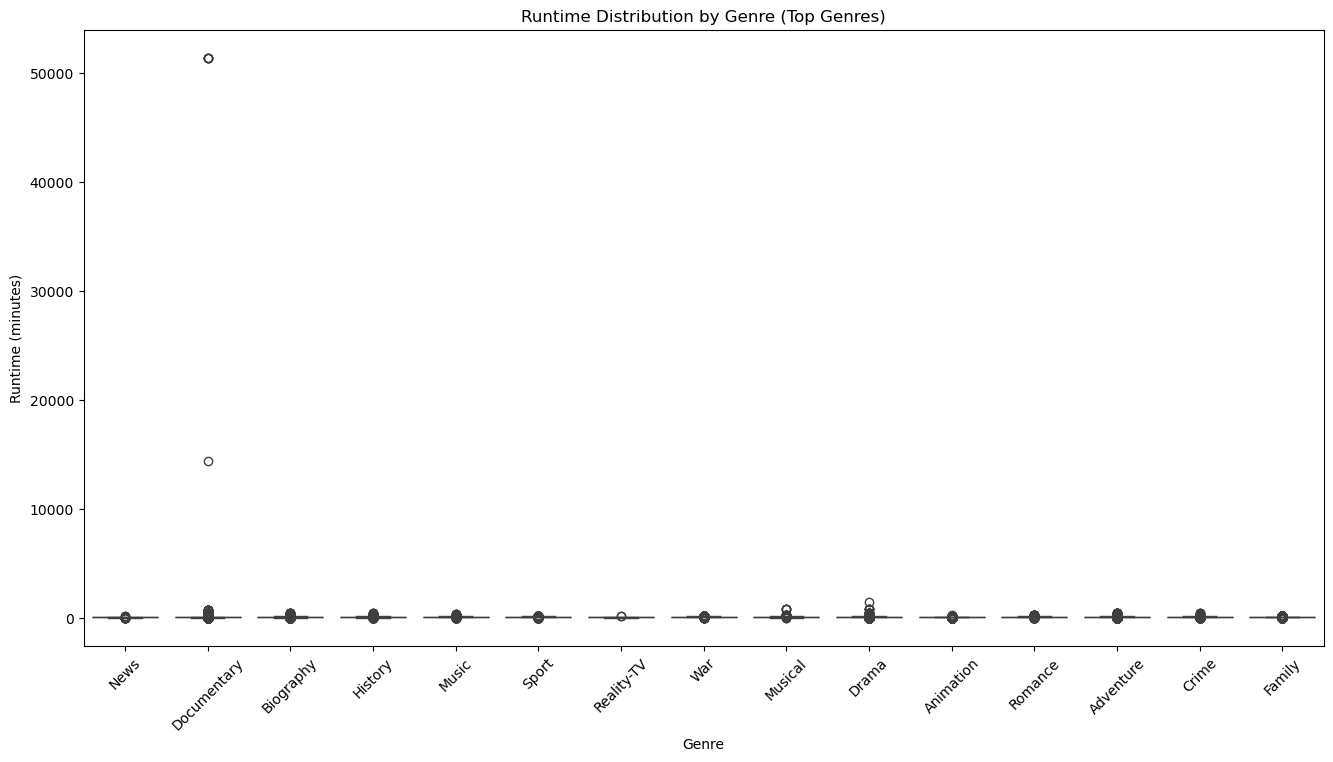 Runtime Distribution by Genre (Top Genres)
Runtime (minutes)
50000
40000
30000
20000
10000
0
News
Documentary
Biography
History
Music
Sport
Reality-TV
War
Musical
Drama
Animation
Romance
Adventure
Crime
Family
Genre